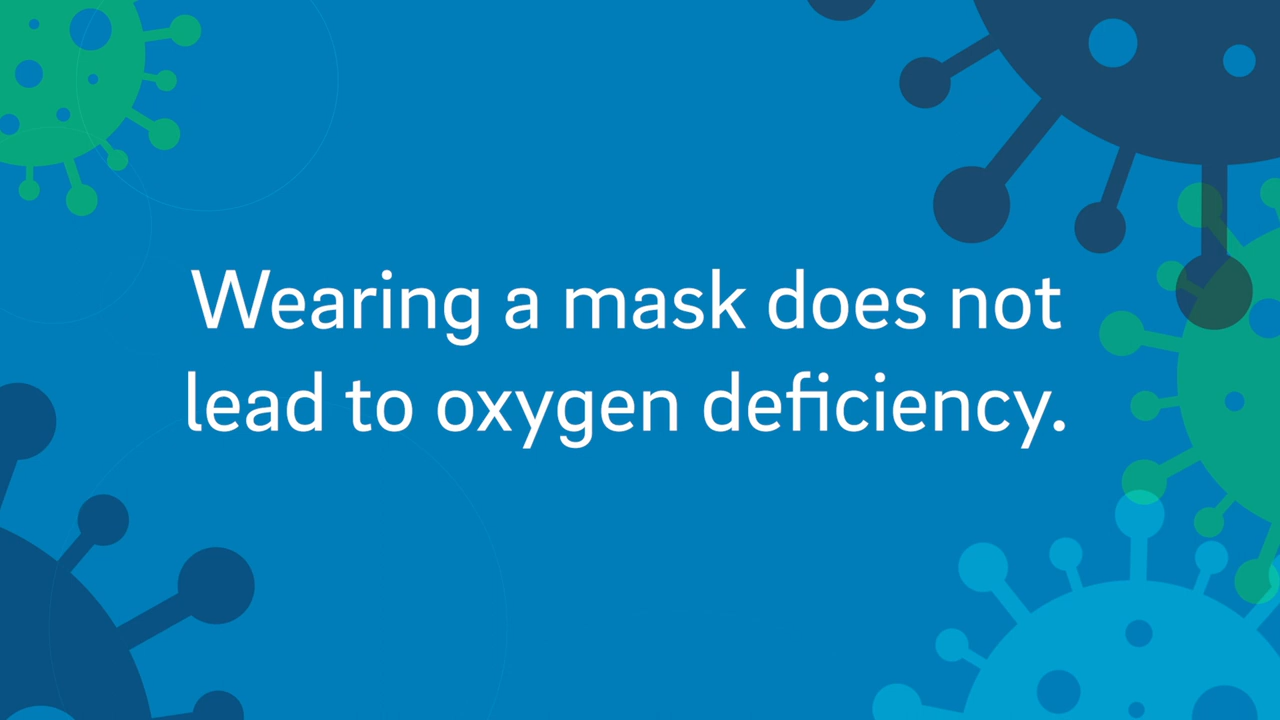 Wearing a mask does not
lead to oxygen deficiency.